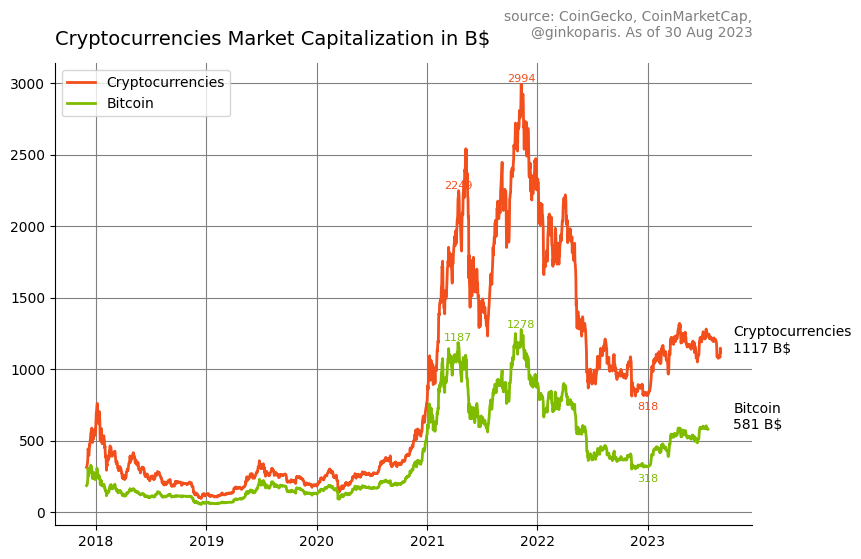 source: CoinGecko, CoinMarketCap,
@ginkoparis. As of 30 Aug 2023
Cryptocurrencies Market Capitalization in B$
Cryptocurrencies
Bitcoin
3000
2500
2000
1500
1000
500
0
2994
2249
1278
1187
818
318
Cryptocurrencies
1117 B$
Bitcoin
581 B$
2018 2019 2020 2021 2022 2023